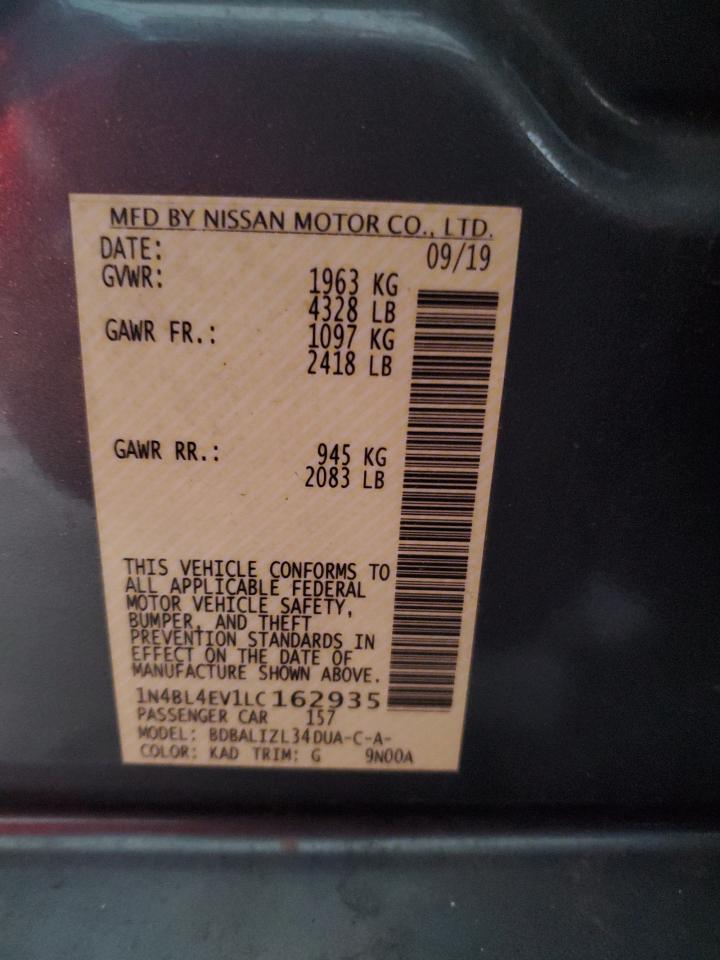 MFD BY NISSAN MOTOR CO., LTD.
DATE: 09/19
GVWR: 1963 KG
4328 LB
GAWR FR.: 1097 KG
2418 LB
GAWR RR.: 945 KG
2083 LB
THIS VEHICLE CONFORMS TO
ALL APPLICABLE FEDERAL
MOTOR VEHICLE SAFETY,
BUMPER, AND THEFT
PREVENTION STANDARDS IN
EFFECT ON THE DATE OF
MANUFACTURE SHOWN ABOVE.
1N4BL4EV1LC162935
PASSENGER CAR 157
MODEL: BDBALIZL34DUA-C-A-
COLOR: KAD TRIM: G 9N00A